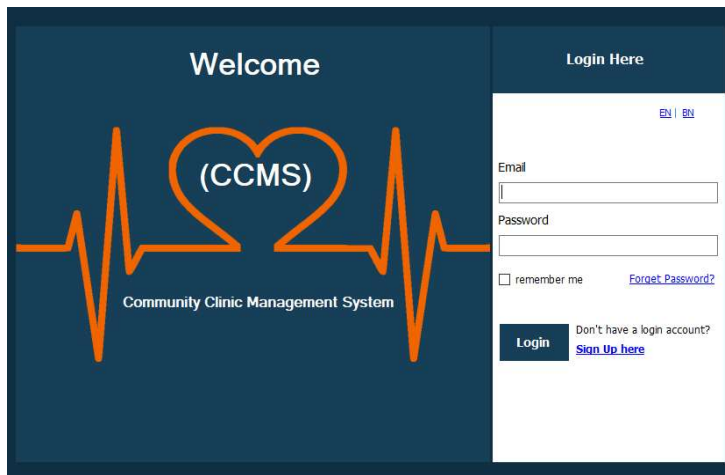 Welcome
(CCMS)
Community Clinic Management System
Login Here
EN | BN
Email
Password
remember me
Forget Password?
Login
Don't have a login account?
Sign Up here